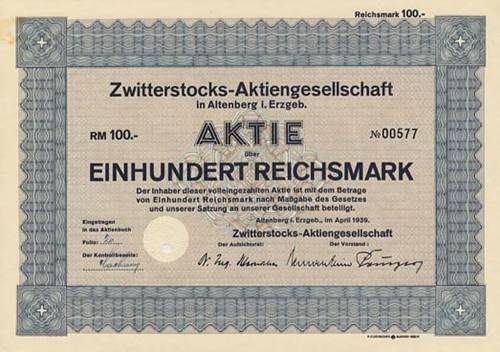 Reichsmark 100.-
Zwitterstocks-Aktiengesellschaft
in Altenberg i. Erzgeb.
RM 100.-
AKTIE
№ 00577
über
EINHUNDERT REICHSMARK
Der Inhaber dieser volleingezahlten Aktie ist mit dem Betrage
von Einhundert Reichsmark nach Maßgabe des Gesetzes
und unserer Satzung an unserer Gesellschaft beteiligt.
Altenberg i. Erzgeb., im April 1939.
Eingetragen
in das Aktienbuch
Folio:
Der Kontrollbeamte:
Zwitterstocks-Aktiengesellschaft
Der Aufsichtsrat:
Der Vorstand: